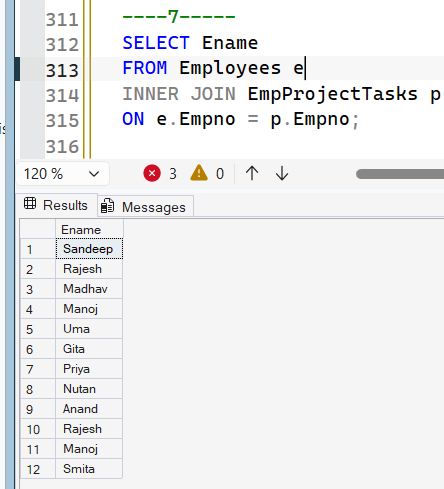 311 ----7-----
312 SELECT Ename
313 FROM Employees e
314 INNER JOIN EmpProjectTasks p
315 ON e.Empno = p.Empno;
316
120 % 3 0
Results Messages
Ename
1 Sandeep
2 Rajesh
3 Madhav
4 Manoj
5 Uma
6 Gita
7 Priya
8 Nutan
9 Anand
10 Rajesh
11 Manoj
12 Smita